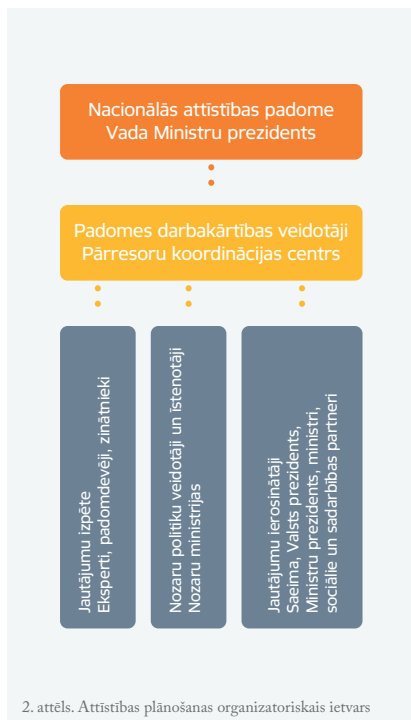 Nacionālās attīstības padome
Vada Ministru prezidents
Padomes darbakārtības veidotāji
Pārresoru koordinācijas centrs
Jautājumu izpēte
Eksperti, padomdevēji, zinātnieki
Nozaru politiku veidotāji un īstenotāji
Nozaru ministrijas
Jautājumu ierosinātāji
Saeima, Valsts prezidents,
Ministru prezidents, ministri,
sociālie un sadarbības partneri
2. attēls. Attīstības plānošanas organizatoriskais ietvars